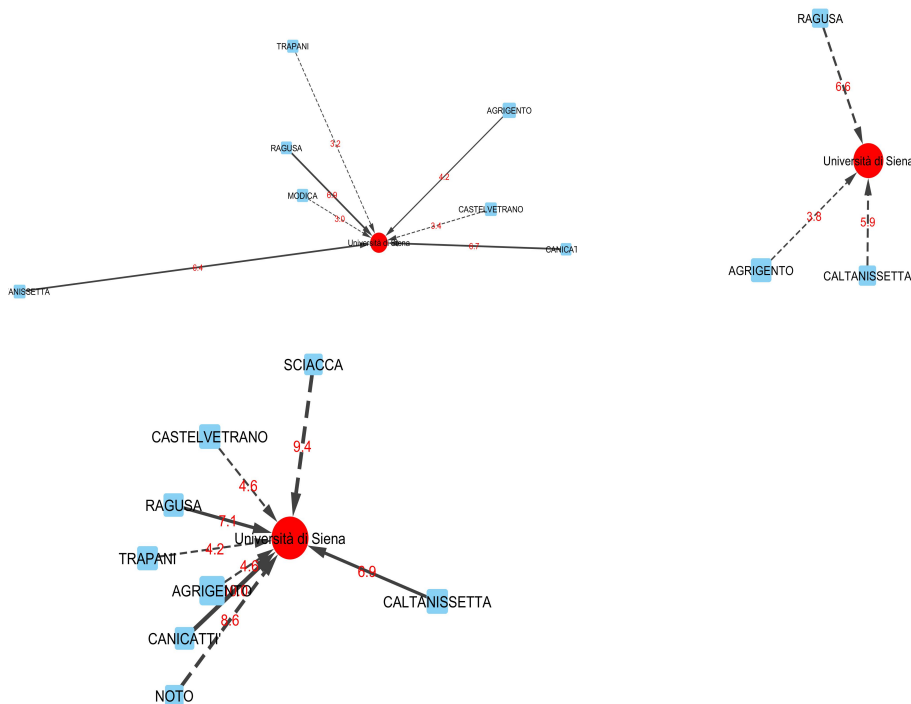 TRAPANI
3.2
AGRIGENTO
4.2
RAGUSA
6.9
MODICA
3.0
CASTELVETRANO
3.4
Università di Siena
6.7
CANICAT
6.4
ANISSETTA
RAGUSA
6.6
Università di Siena
3.8
5.9
AGRIGENTO
CALTANISSETTA
SCIACCA
9.4
CASTELVETRANO
4.6
RAGUSA
7.1
Università di Siena
TRAPANI
4.2
4.6
AGRIGENTO
6.9
CALTANISSETTA
8.6
CANICATTI'
NOTO